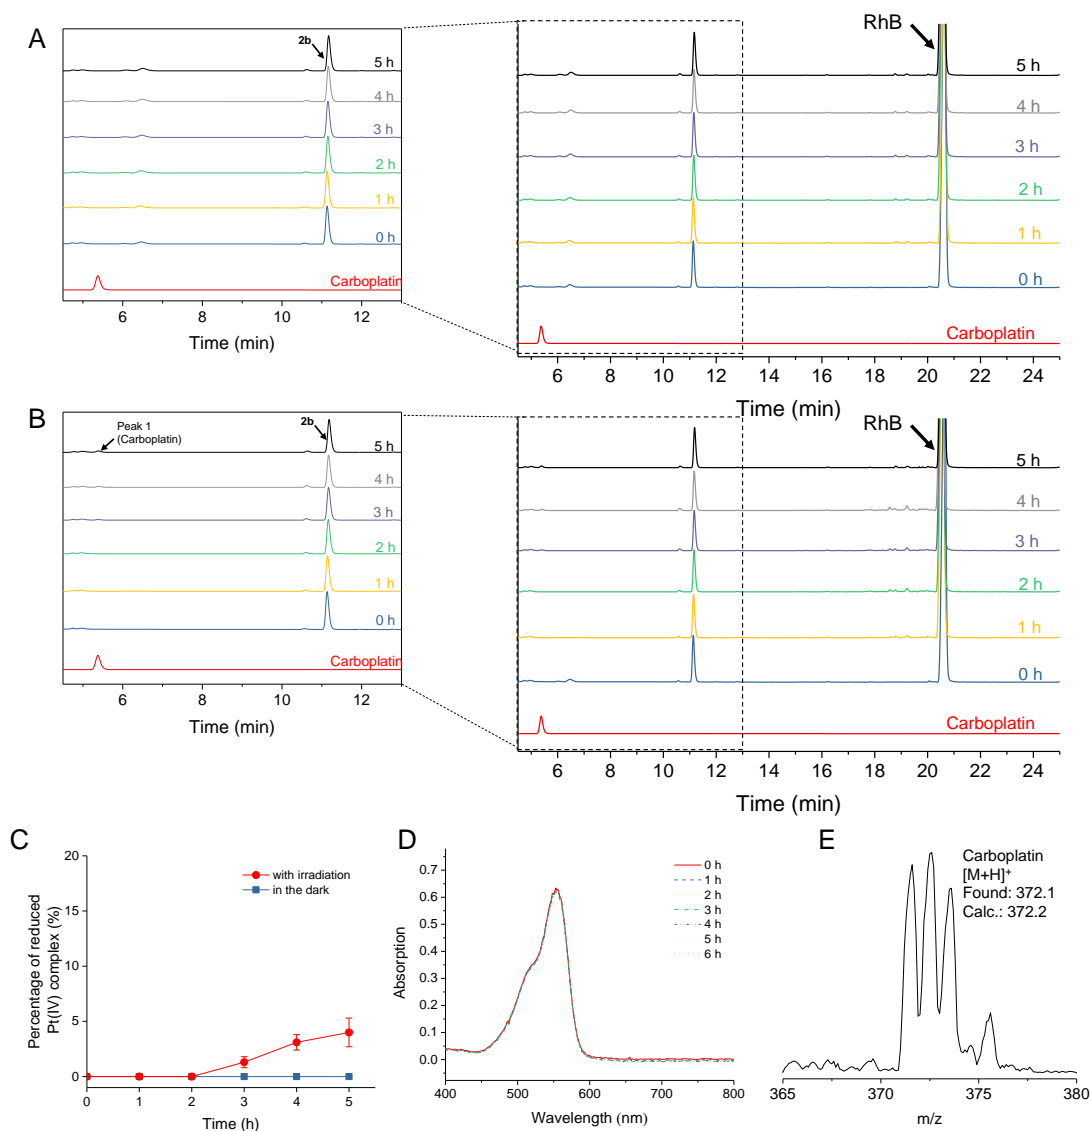 A
2b
5 h
4 h
3 h
2 h
1 h
0 h
Carboplatin
6 8 10 12
Time (min)
RhB
5 h
4 h
3 h
2 h
1 h
0 h
Carboplatin
6 8 10 12 14 16 18 20 22 24
Time (min)
B
Peak 1
(Carboplatin)
2b
5 h
4 h
3 h
2 h
1 h
0 h
Carboplatin
6 8 10 12
Time (min)
RhB
5 h
4 h
3 h
2 h
1 h
0 h
Carboplatin
6 8 10 12 14 16 18 20 22 24
Time (min)
C
Percentage of reduced
Pt(IV) complex (%)
20
15
10
5
0
with irradiation
in the dark
0 1 2 3 4 5
Time (h)
D
Absorption
0.7
0.6
0.5
0.4
0.3
0.2
0.1
0.0
0 h
1 h
2 h
3 h
4 h
5 h
6 h
400 500 600 700 800
Wavelength (nm)
E
Carboplatin
[M+H]⁺
Found: 372.1
Calc.: 372.2
365 370 375 380
m/z